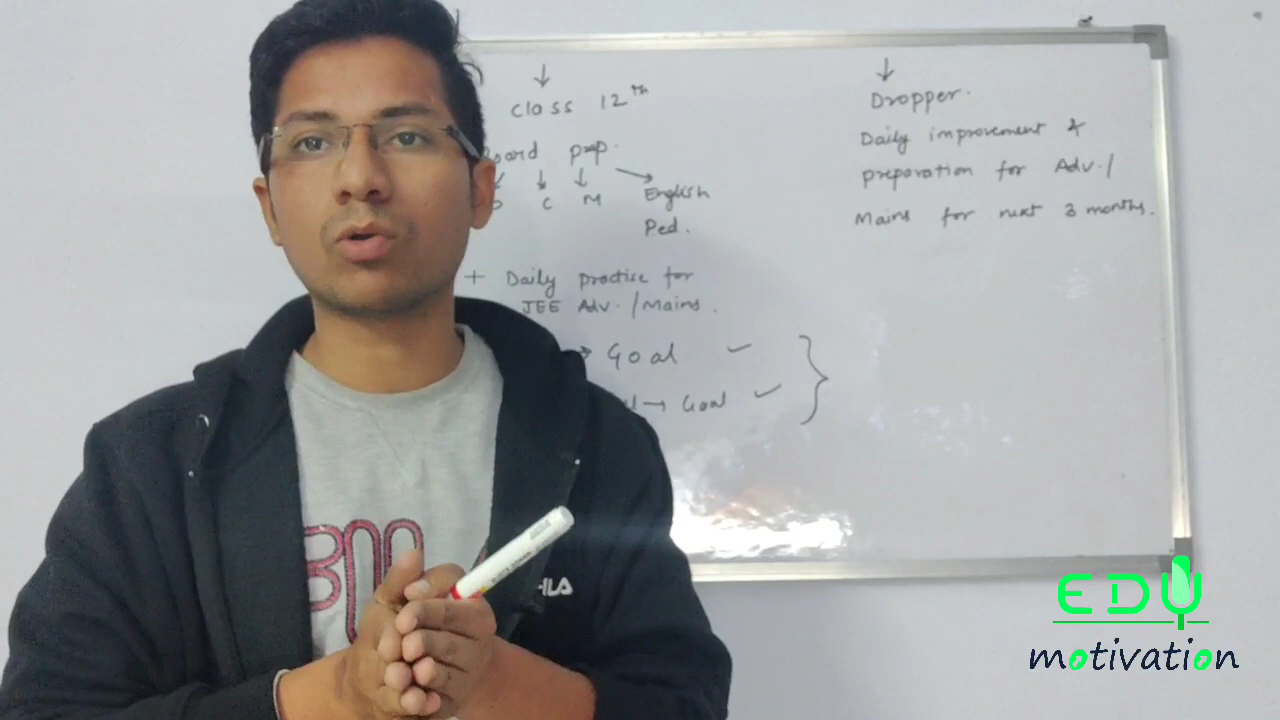 Class 12th
Board prep.
C M English
Ped.
+ Daily practise for
JEE Adv. / Mains.
→ Goal ✓
→ Goal ✓
Dropper.
Daily improvement &
preparation for Adv. /
Mains for next 3 months.
EDU
motivation